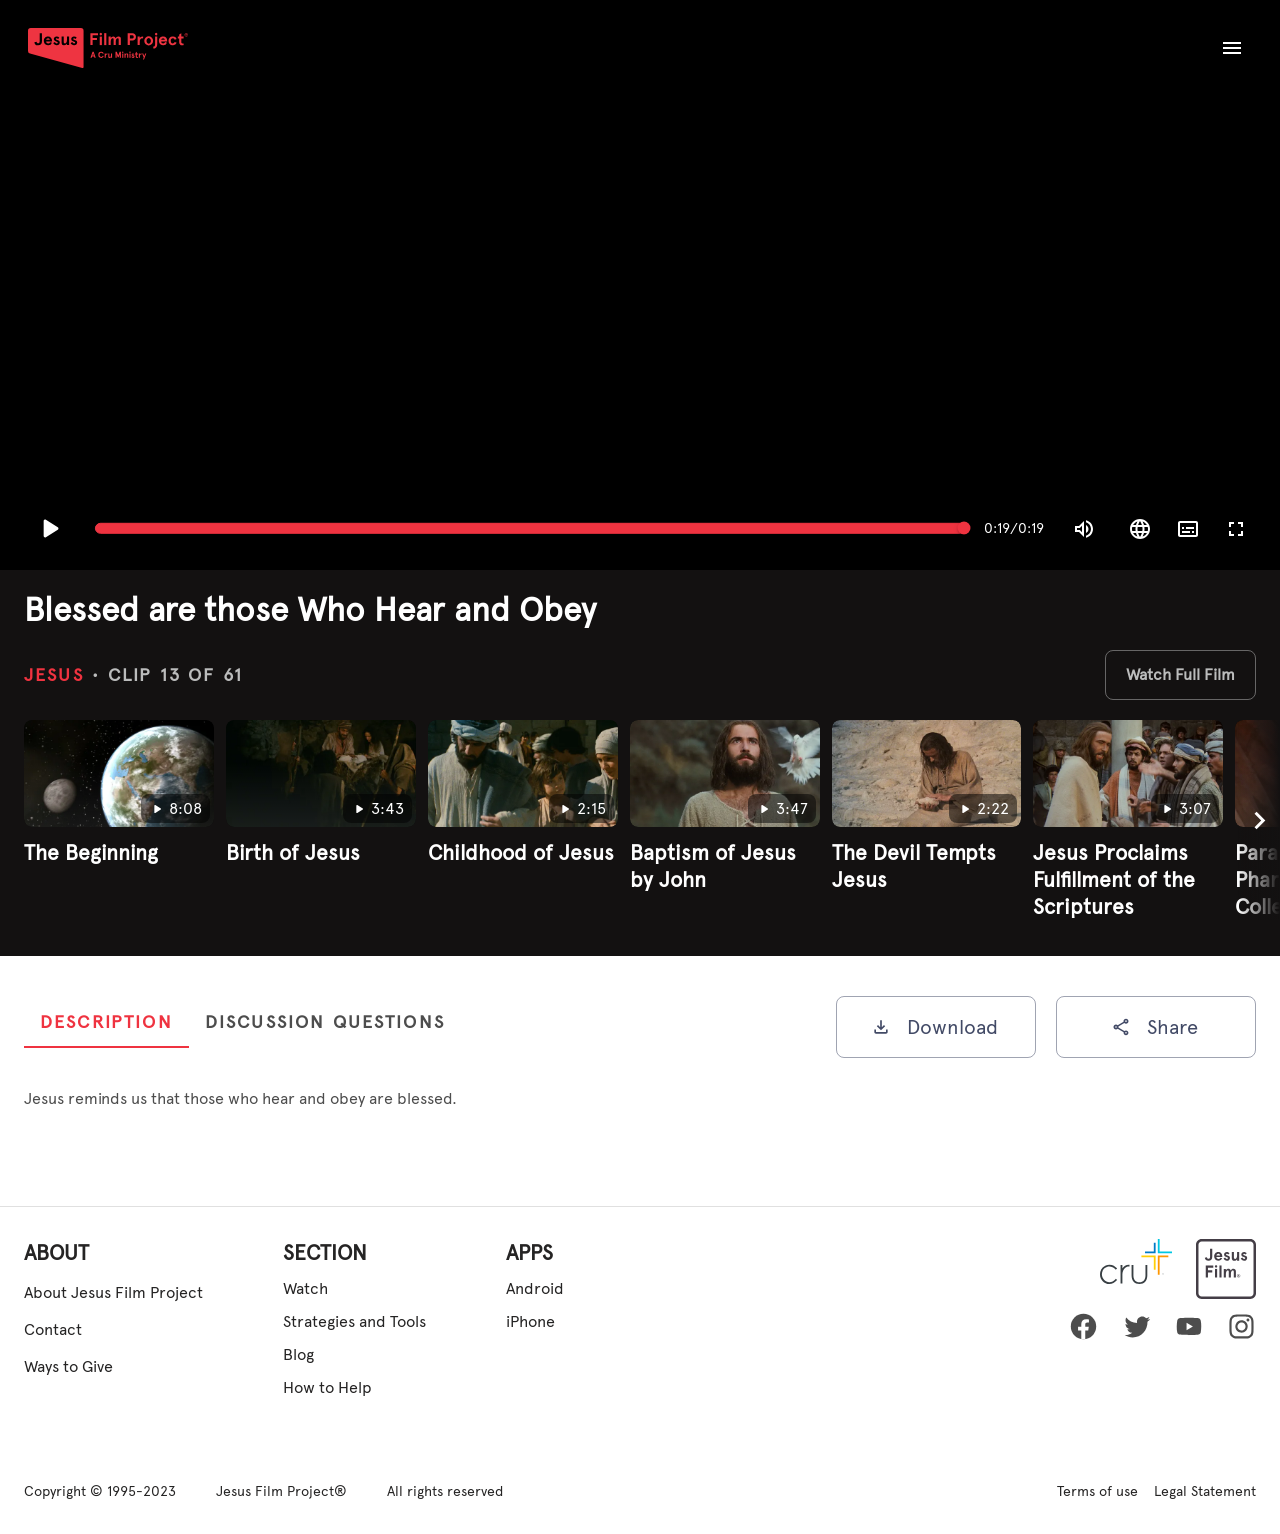 Jesus Film Project®
A Cru Ministry
0:19/0:19
Blessed are those Who Hear and Obey
JESUS • CLIP 13 OF 61
Watch Full Film
8:08
3:43
2:15
3:47
2:22
3:07
The Beginning
Birth of Jesus
Childhood of Jesus
Baptism of Jesus
by John
The Devil Tempts
Jesus
Jesus Proclaims
Fulfillment of the
Scriptures
DESCRIPTION
DISCUSSION QUESTIONS
Download
Share
Jesus reminds us that those who hear and obey are blessed.
ABOUT
About Jesus Film Project
Contact
Ways to Give
SECTION
Watch
Strategies and Tools
Blog
How to Help
APPS
Android
iPhone
cru
Jesus
Film
Copyright © 1995-2023
Jesus Film Project®
All rights reserved
Terms of use
Legal Statement